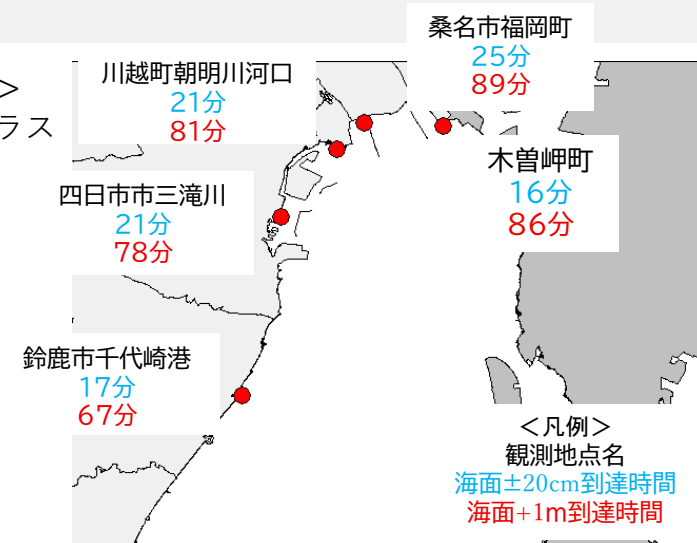 ＞
ラス
桑名市福岡町
25分
89分
川越町朝明川河口
21分
81分
木曽岬町
16分
86分
四日市市三滝川
21分
78分
鈴鹿市千代崎港
17分
67分
＜凡例＞
観測地点名
海面±20cm到達時間
海面+1m到達時間